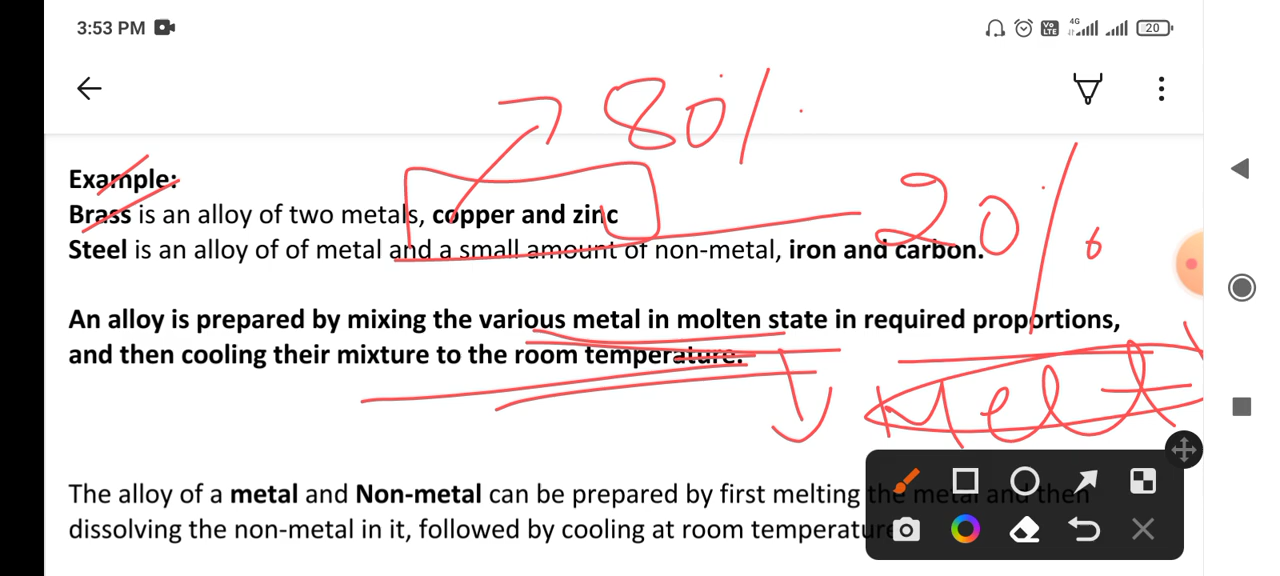 3:53 PM
Vo LTE 4G 20
80%
Example:
Brass is an alloy of two metals, copper and zinc
20%
Steel is an alloy of of metal and a small amount of non-metal, iron and carbon.
An alloy is prepared by mixing the various metal in molten state in required proportions,
and then cooling their mixture to the room temperature.
Melt
The alloy of a metal and Non-metal can be prepared by first melting the metal and then
dissolving the non-metal in it, followed by cooling at room temperature